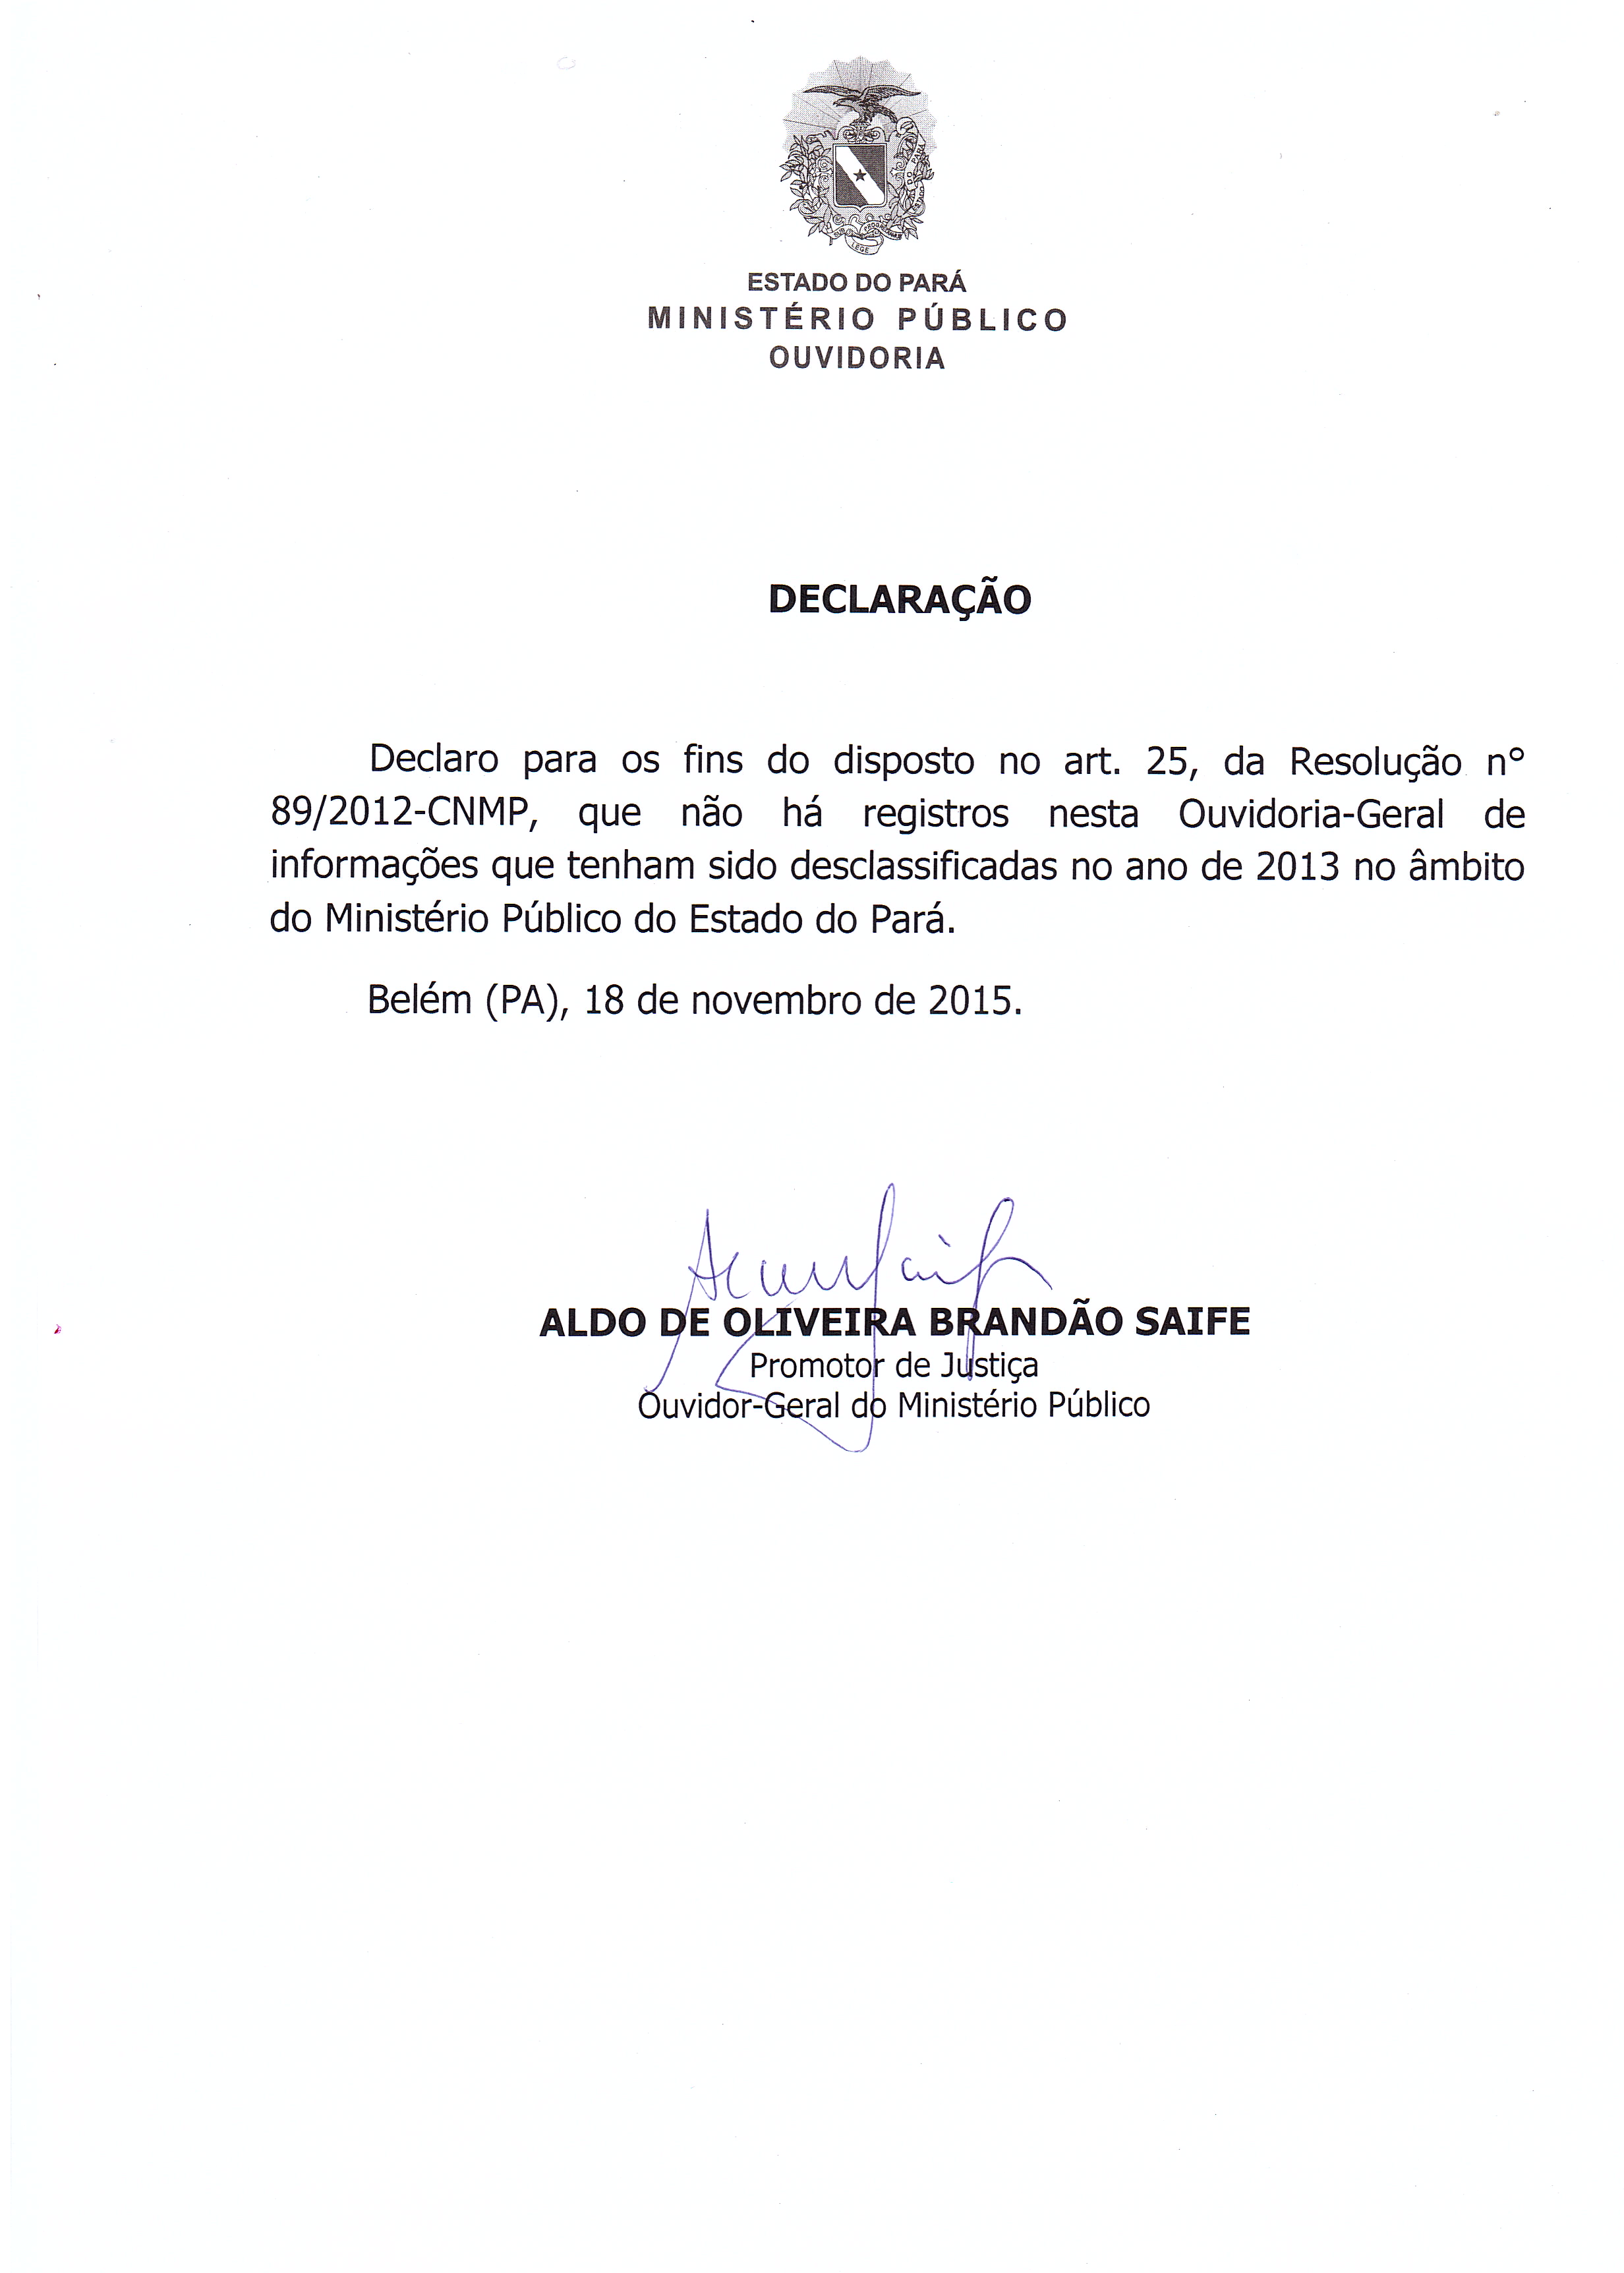 ESTADO DO PARÁ
MINISTÉRIO PÚBLICO
OUVIDORIA
DECLARAÇÃO
Declaro para os fins do disposto no art. 25, da Resolução n°
89/2012-CNMP, que não há registros nesta Ouvidoria-Geral de
informações que tenham sido desclassificadas no ano de 2013 no âmbito
do Ministério Público do Estado do Pará.
Belém (PA), 18 de novembro de 2015.
ALDO DE OLIVEIRA BRANDÃO SAIFE
Promotor de Justiça
Ouvidor-Geral do Ministério Público